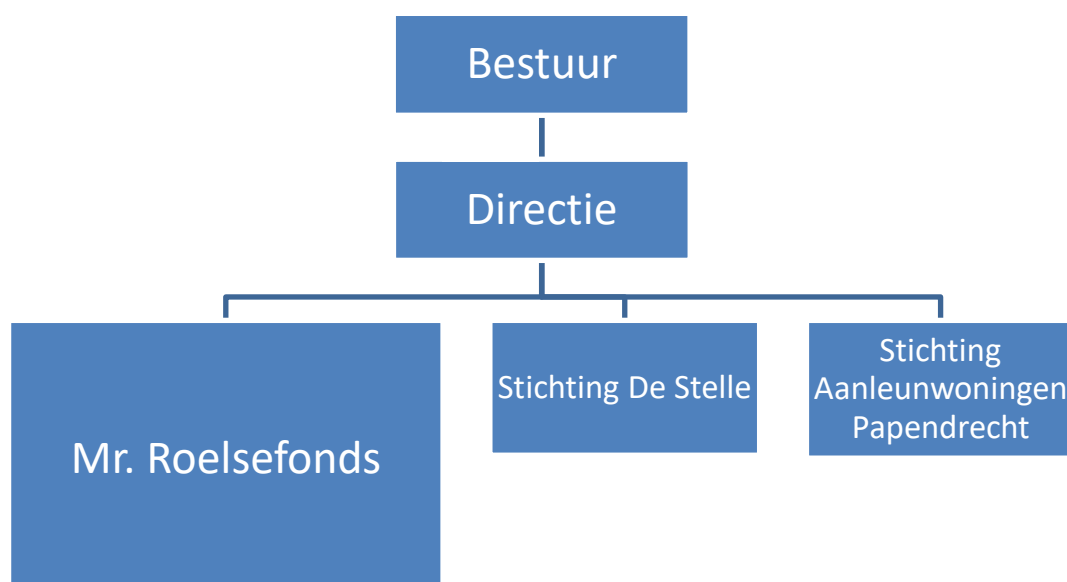 Bestuur
Directie
Mr. Roelsefonds
Stichting De Stelle
Stichting
Aanleunwoningen
Papendrecht